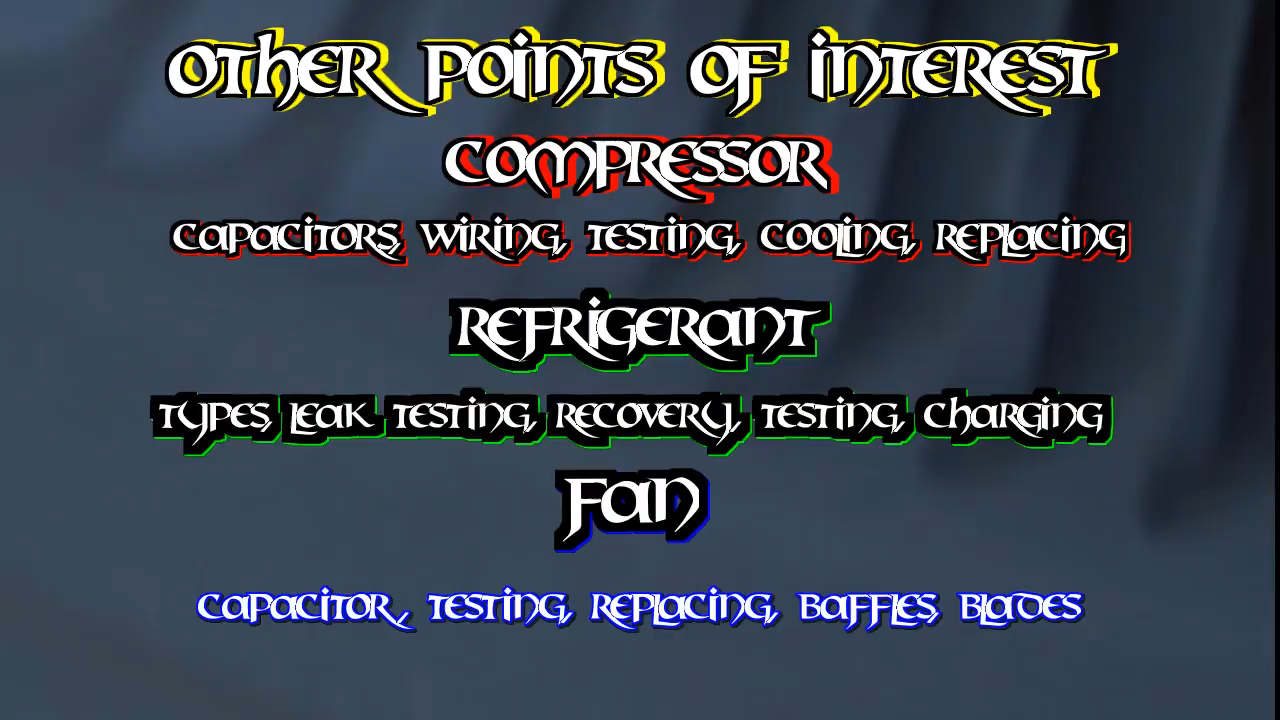 OTHER POINTS OF INTEREST
COMPRESSOR
CAPACITORS, WIRING, TESTING, COOLING, REPLACING
REFRIGERANT
TYPES, LEAK TESTING, RECOVERY, TESTING, CHARGING
FAN
CAPACITOR, TESTING, REPLACING, BAFFLES, BLADES